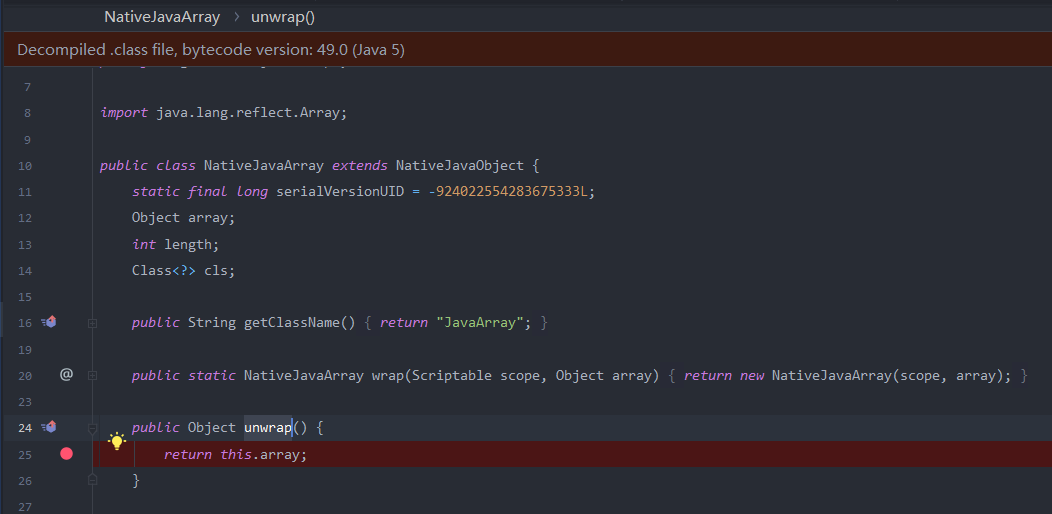 NativeJavaArray > unwrap()
Decompiled .class file, bytecode version: 49.0 (Java 5)
7
8 import java.lang.reflect.Array;
9
10 public class NativeJavaArray extends NativeJavaObject {
11 static final long serialVersionUID = -924022554283675333L;
12 Object array;
13 int length;
14 Class<?> cls;
15
16 public String getClassName() { return "JavaArray"; }
19
20 @ public static NativeJavaArray wrap(Scriptable scope, Object array) { return new NativeJavaArray(scope, array); }
23
24 public Object unwrap() {
25 return this.array;
26 }
27